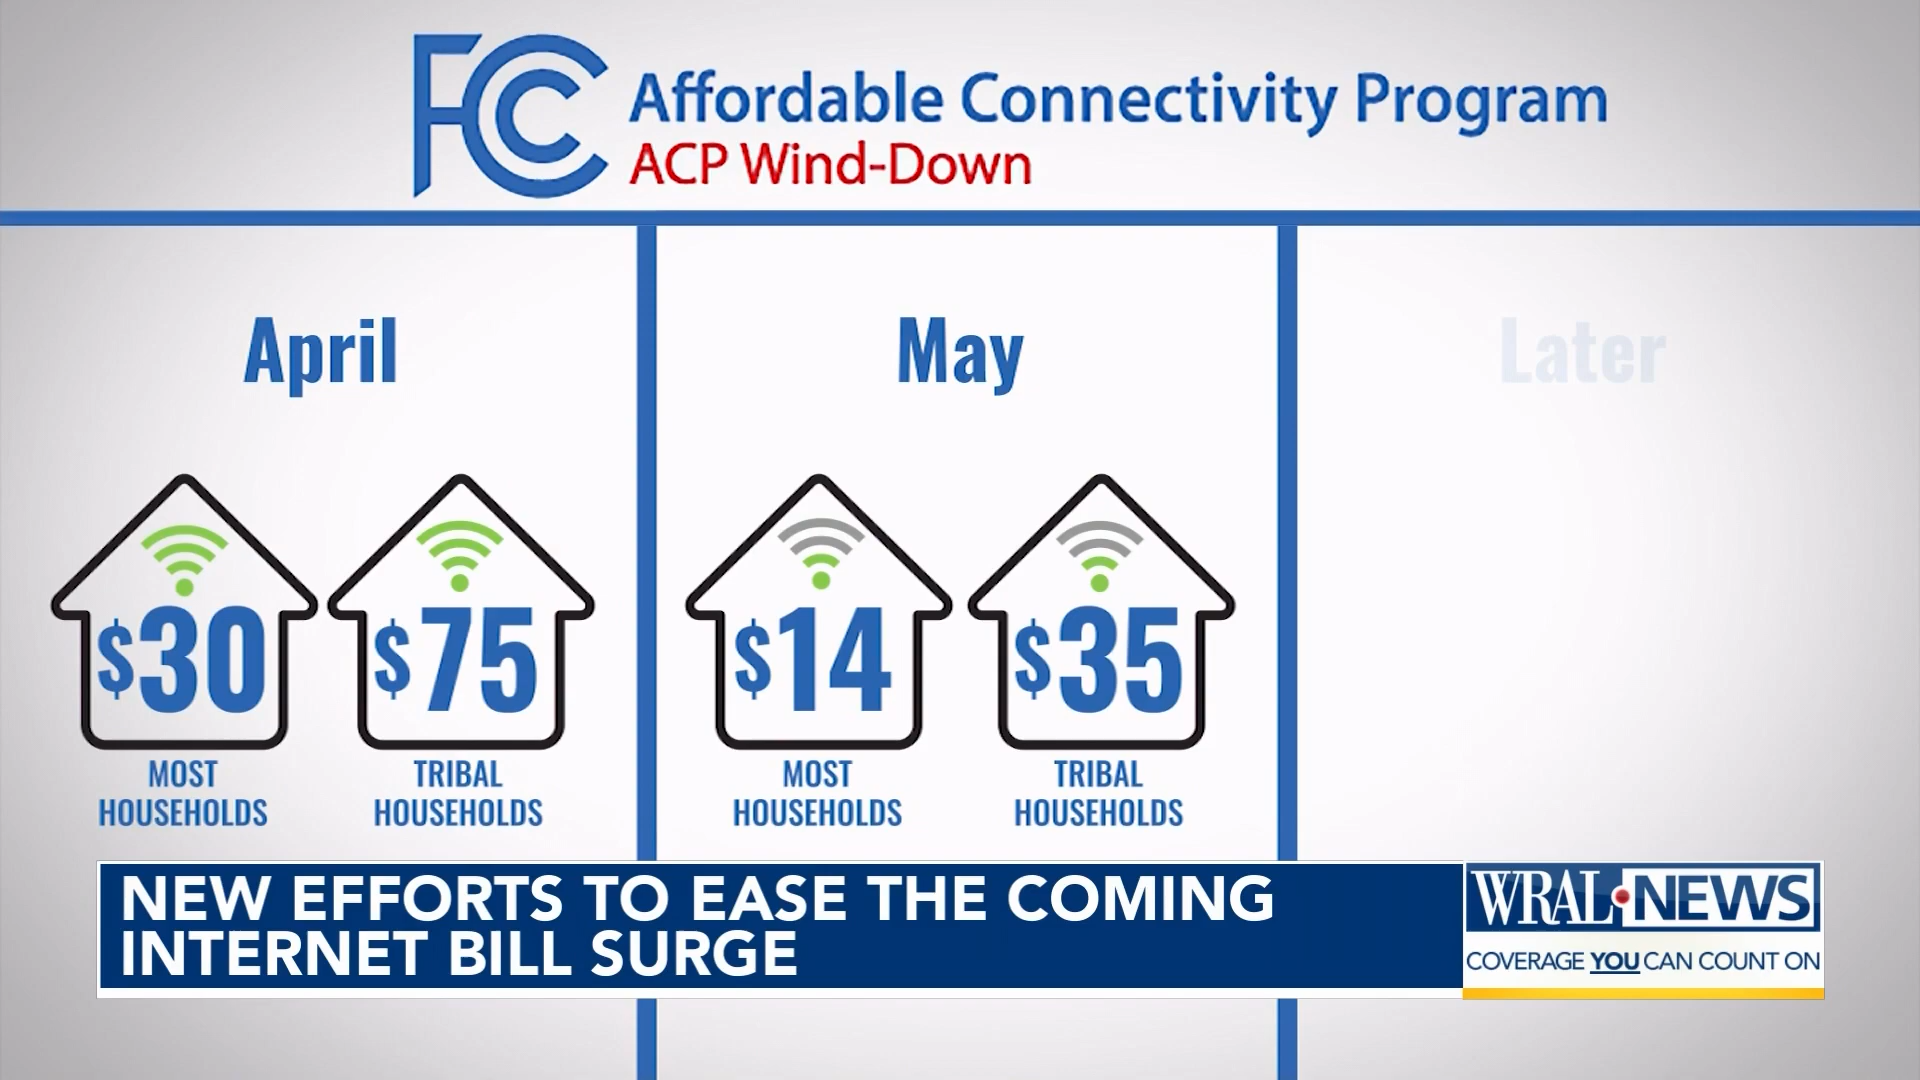 FCC
Affordable Connectivity Program
ACP Wind-Down
April
$30
MOST
HOUSEHOLDS
$75
TRIBAL
HOUSEHOLDS
May
$14
MOST
HOUSEHOLDS
$35
TRIBAL
HOUSEHOLDS
Later
NEW EFFORTS TO EASE THE COMING
INTERNET BILL SURGE
WRAL NEWS
COVERAGE YOU CAN COUNT ON